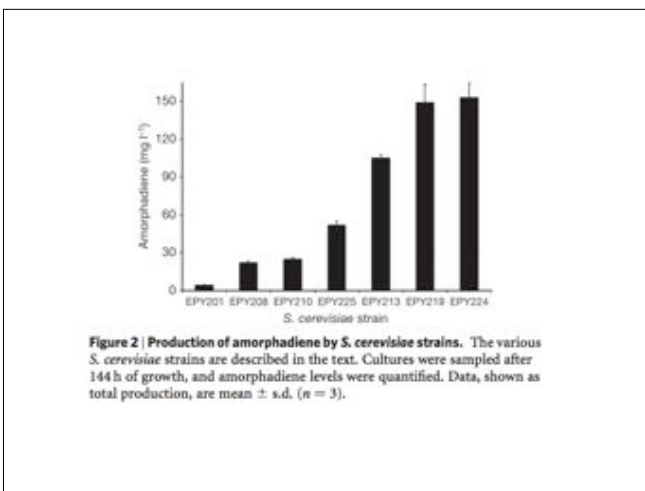 150
120
90
60
30
0
Amorphadiene (mg l⁻¹)
EPY201 EPY208 EPY210 EPY225 EPY213 EPY219 EPY224
S. cerevisiae strain
Figure 2 | Production of amorphadiene by S. cerevisiae strains. The various
S. cerevisiae strains are described in the text. Cultures were sampled after
144 h of growth, and amorphadiene levels were quantified. Data, shown as
total production, are mean ± s.d. (n = 3).